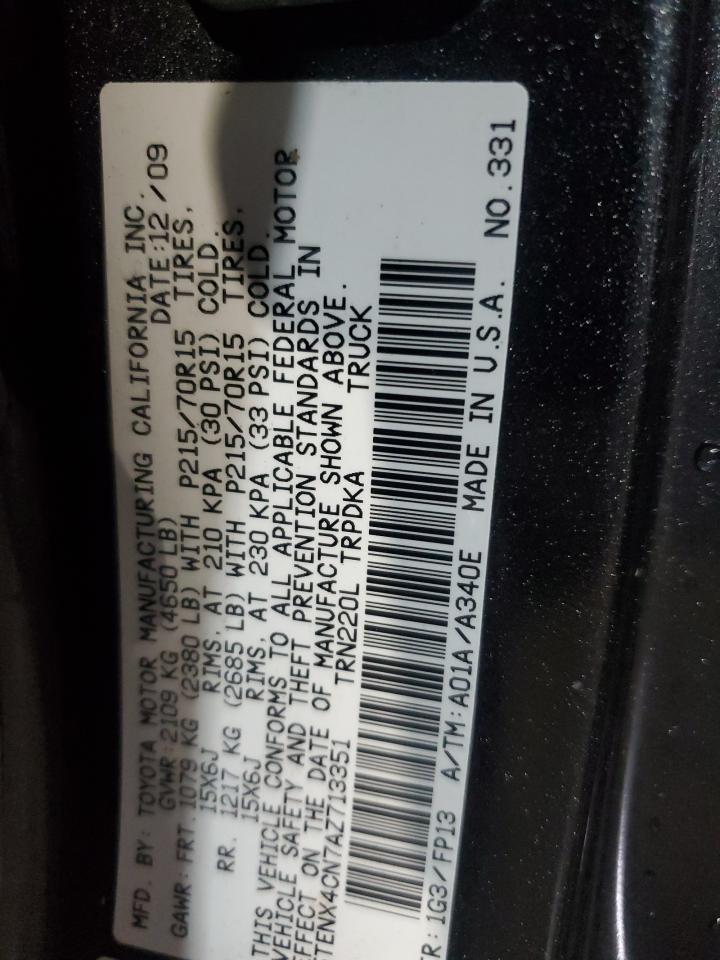 MFD. BY: TOYOTA MOTOR MANUFACTURING CALIFORNIA INC.
GVWR: 2109 KG (4650 LB) DATE: 12/09
GAWR: FRT. 1079 KG (2380 LB) WITH P215/70R15 TIRES,
15X6J RIMS, AT 210 KPA (30 PSI) COLD.
RR. 1217 KG (2685 LB) WITH P215/70R15 TIRES,
15X6J RIMS, AT 230 KPA (33 PSI) COLD.
THIS VEHICLE CONFORMS TO ALL APPLICABLE FEDERAL MOTOR
VEHICLE SAFETY AND THEFT PREVENTION STANDARDS IN
EFFECT ON THE DATE OF MANUFACTURE SHOWN ABOVE.
TENX4CN7AZ713351 TRN220L TRPDKA TRUCK
TR: 1G3/FP13 A/TM: A01A/A340E MADE IN U.S.A. NO.331